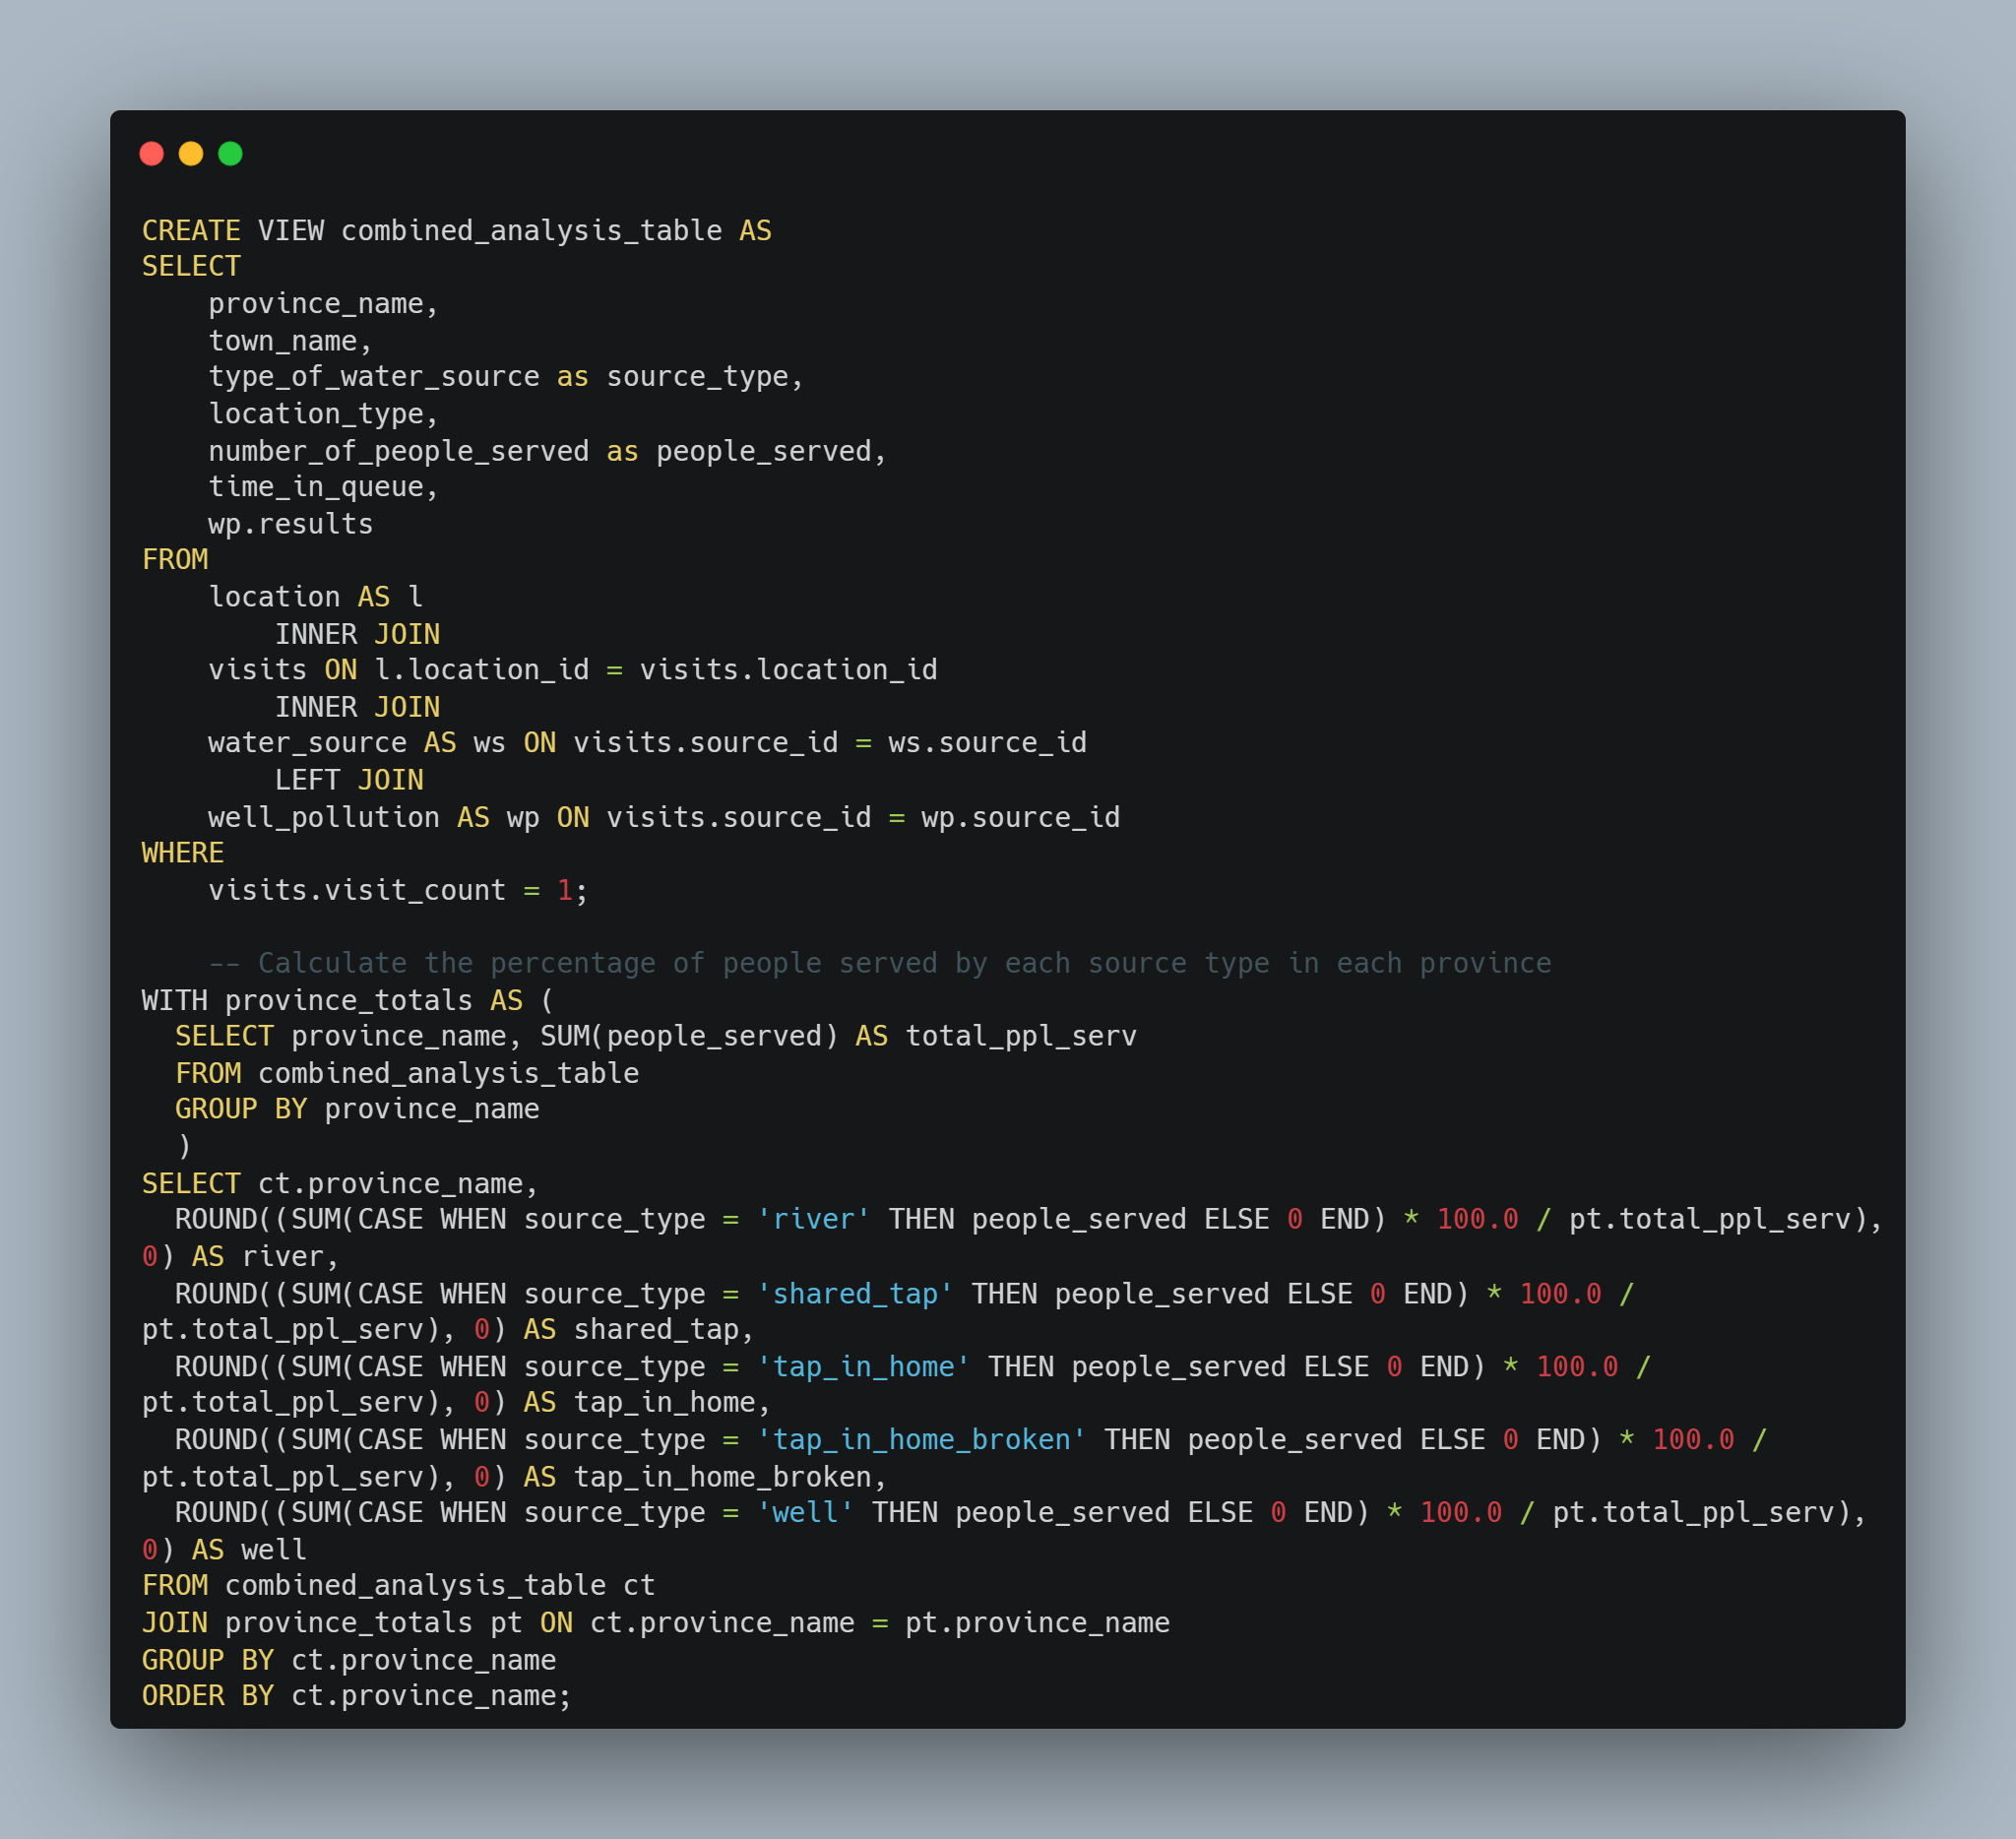 CREATE VIEW combined_analysis_table AS
SELECT
    province_name,
    town_name,
    type_of_water_source as source_type,
    location_type,
    number_of_people_served as people_served,
    time_in_queue,
    wp.results
FROM
    location AS l
        INNER JOIN
    visits ON l.location_id = visits.location_id
        INNER JOIN
    water_source AS ws ON visits.source_id = ws.source_id
        LEFT JOIN
    well_pollution AS wp ON visits.source_id = wp.source_id
WHERE
    visits.visit_count = 1;

    -- Calculate the percentage of people served by each source type in each province
WITH province_totals AS (
  SELECT province_name, SUM(people_served) AS total_ppl_serv
  FROM combined_analysis_table
  GROUP BY province_name
  )
SELECT ct.province_name,
  ROUND((SUM(CASE WHEN source_type = 'river' THEN people_served ELSE 0 END) * 100.0 / pt.total_ppl_serv),
0) AS river,
  ROUND((SUM(CASE WHEN source_type = 'shared_tap' THEN people_served ELSE 0 END) * 100.0 /
pt.total_ppl_serv), 0) AS shared_tap,
  ROUND((SUM(CASE WHEN source_type = 'tap_in_home' THEN people_served ELSE 0 END) * 100.0 /
pt.total_ppl_serv), 0) AS tap_in_home,
  ROUND((SUM(CASE WHEN source_type = 'tap_in_home_broken' THEN people_served ELSE 0 END) * 100.0 /
pt.total_ppl_serv), 0) AS tap_in_home_broken,
  ROUND((SUM(CASE WHEN source_type = 'well' THEN people_served ELSE 0 END) * 100.0 / pt.total_ppl_serv),
0) AS well
FROM combined_analysis_table ct
JOIN province_totals pt ON ct.province_name = pt.province_name
GROUP BY ct.province_name
ORDER BY ct.province_name;